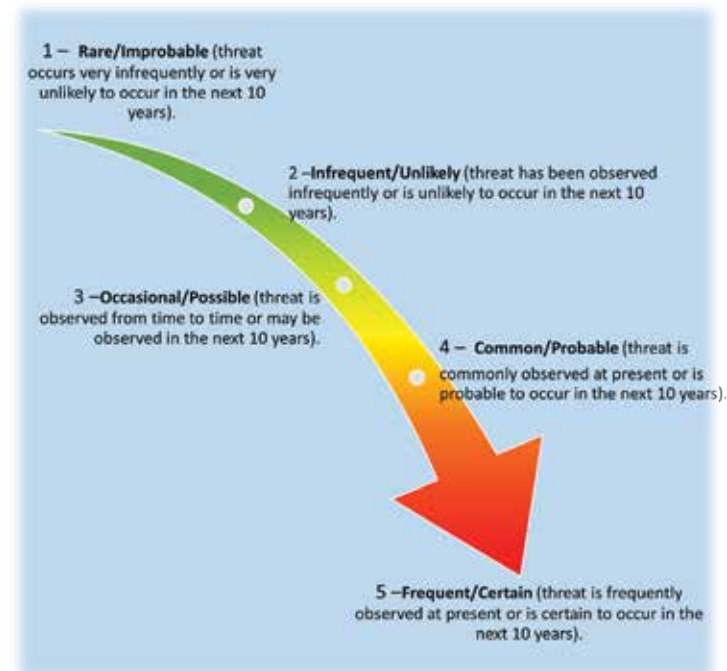 1 – Rare/Improbable (threat
occurs very infrequently or is very
unlikely to occur in the next 10
years).
2 –Infrequent/Unlikely (threat has been observed
infrequently or is unlikely to occur in the next 10
years).
3 –Occasional/Possible (threat is
observed from time to time or may be
observed in the next 10 years).
4 – Common/Probable (threat is
commonly observed at present or is
probable to occur in the next 10 years).
5 –Frequent/Certain (threat is frequently
observed at present or is certain to occur in the
next 10 years).